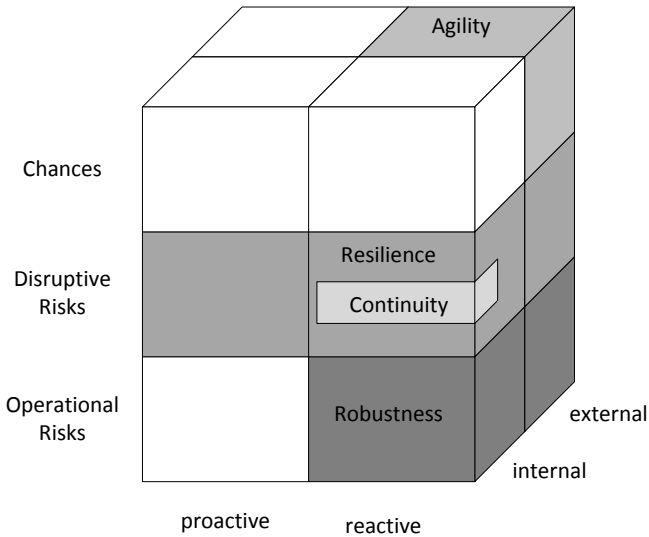 Agility
Chances
Resilience
Disruptive
Risks
Continuity
Operational
Risks
Robustness
external
internal
proactive
reactive